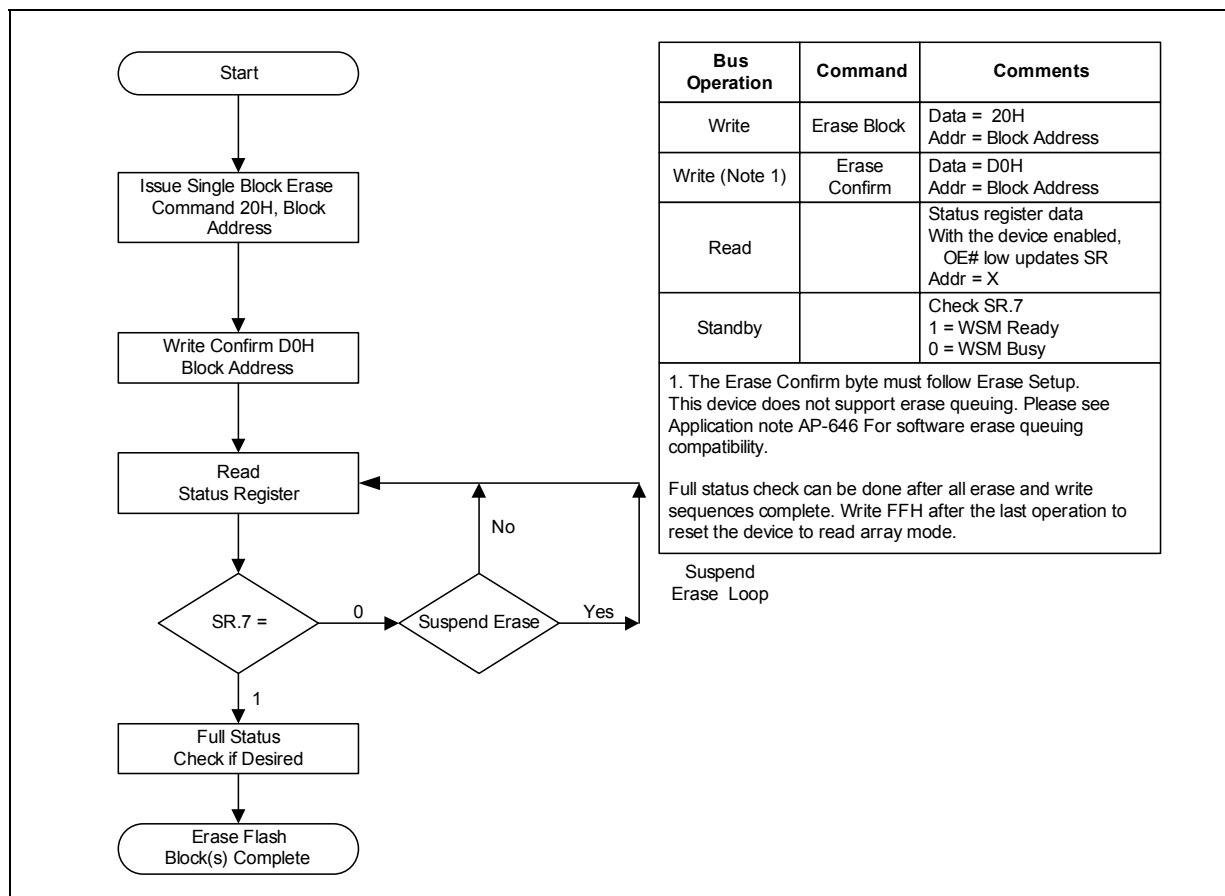 Start
Issue Single Block Erase
Command 20H, Block
Address
Write Confirm D0H
Block Address
Read
Status Register
No
SR.7 =
0
Suspend Erase
Yes
1
Full Status
Check if Desired
Erase Flash
Block(s) Complete
Bus
Operation
Command
Comments
Write
Erase Block
Data = 20H
Addr = Block Address
Write (Note 1)
Erase
Confirm
Data = D0H
Addr = Block Address
Read
Status register data
With the device enabled,
OE# low updates SR
Addr = X
Standby
Check SR.7
1 = WSM Ready
0 = WSM Busy
1. The Erase Confirm byte must follow Erase Setup.
This device does not support erase queuing. Please see
Application note AP-646 For software erase queuing
compatibility.
Full status check can be done after all erase and write
sequences complete. Write FFH after the last operation to
reset the device to read array mode.
Suspend
Erase Loop